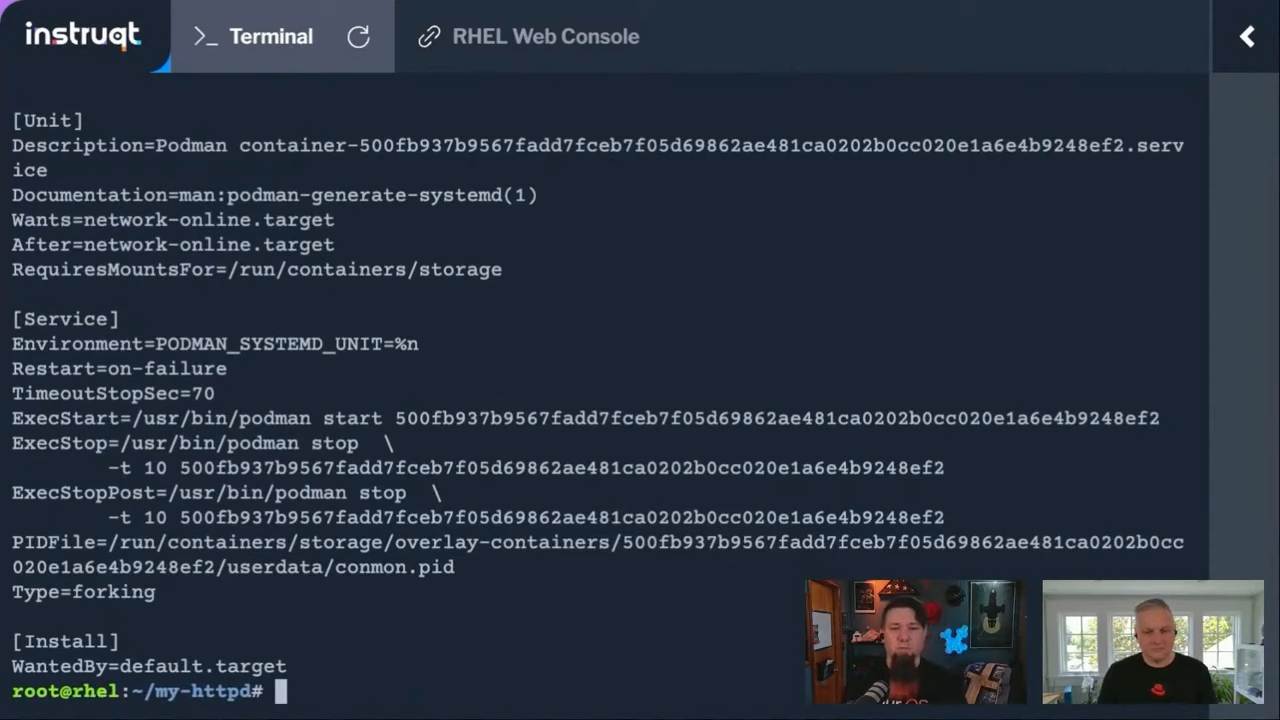 instruqt
>_ Terminal
RHEL Web Console
[Unit]
Description=Podman container-500fb937b9567fadd7fceb7f05d69862ae481ca0202b0cc020e1a6e4b9248ef2.serv
ice
Documentation=man:podman-generate-systemd(1)
Wants=network-online.target
After=network-online.target
RequiresMountsFor=/run/containers/storage
[Service]
Environment=PODMAN_SYSTEMD_UNIT=%n
Restart=on-failure
TimeoutStopSec=70
ExecStart=/usr/bin/podman start 500fb937b9567fadd7fceb7f05d69862ae481ca0202b0cc020e1a6e4b9248ef2
ExecStop=/usr/bin/podman stop  \
        -t 10 500fb937b9567fadd7fceb7f05d69862ae481ca0202b0cc020e1a6e4b9248ef2
ExecStopPost=/usr/bin/podman stop  \
        -t 10 500fb937b9567fadd7fceb7f05d69862ae481ca0202b0cc020e1a6e4b9248ef2
PIDFile=/run/containers/storage/overlay-containers/500fb937b9567fadd7fceb7f05d69862ae481ca0202b0cc
020e1a6e4b9248ef2/userdata/conmon.pid
Type=forking
[Install]
WantedBy=default.target
root@rhel:~/my-httpd#